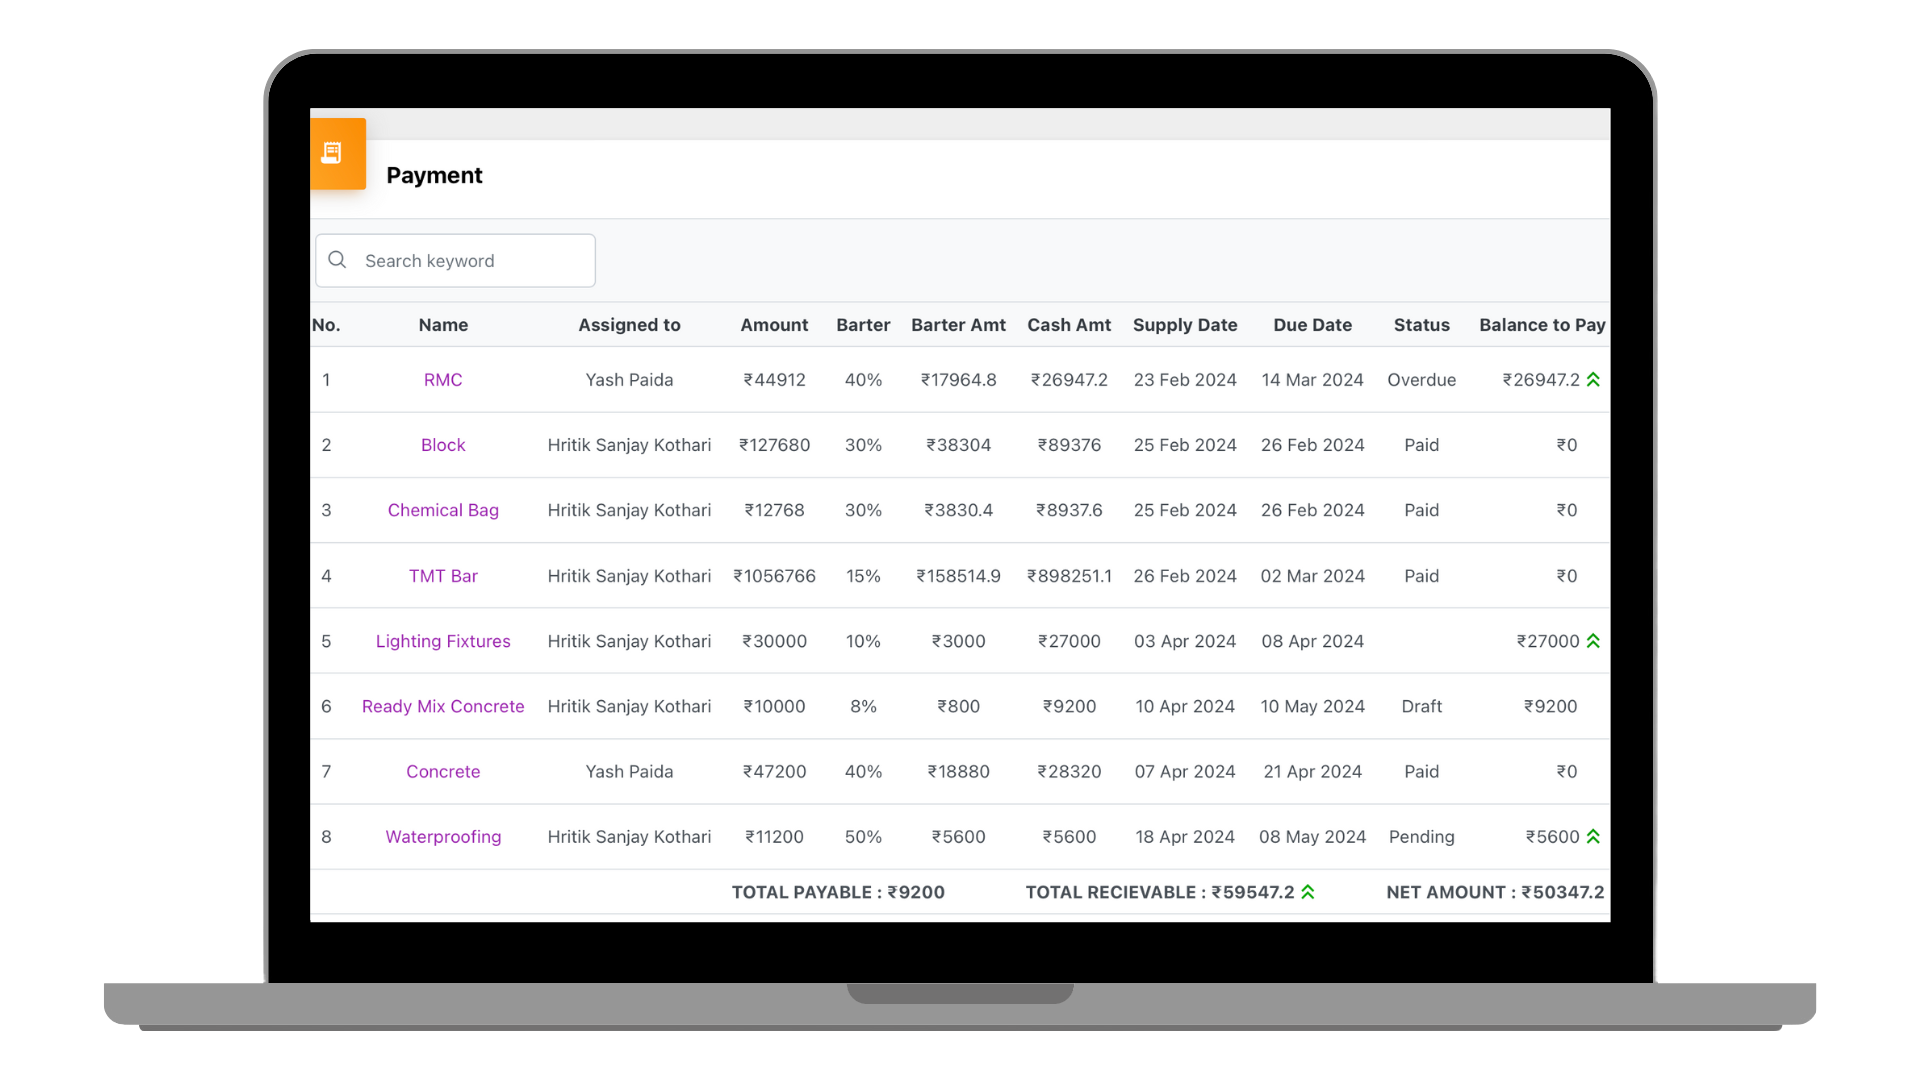 Payment
Search keyword
No. Name Assigned to Amount Barter Barter Amt Cash Amt Supply Date Due Date Status Balance to Pay
1 RMC Yash Paida ₹44912 40% ₹17964.8 ₹26947.2 23 Feb 2024 14 Mar 2024 Overdue ₹26947.2
2 Block Hritik Sanjay Kothari ₹127680 30% ₹38304 ₹89376 25 Feb 2024 26 Feb 2024 Paid ₹0
3 Chemical Bag Hritik Sanjay Kothari ₹12768 30% ₹3830.4 ₹8937.6 25 Feb 2024 26 Feb 2024 Paid ₹0
4 TMT Bar Hritik Sanjay Kothari ₹1056766 15% ₹158514.9 ₹898251.1 26 Feb 2024 02 Mar 2024 Paid ₹0
5 Lighting Fixtures Hritik Sanjay Kothari ₹30000 10% ₹3000 ₹27000 03 Apr 2024 08 Apr 2024 ₹27000
6 Ready Mix Concrete Hritik Sanjay Kothari ₹10000 8% ₹800 ₹9200 10 Apr 2024 10 May 2024 Draft ₹9200
7 Concrete Yash Paida ₹47200 40% ₹18880 ₹28320 07 Apr 2024 21 Apr 2024 Paid ₹0
8 Waterproofing Hritik Sanjay Kothari ₹11200 50% ₹5600 ₹5600 18 Apr 2024 08 May 2024 Pending ₹5600
TOTAL PAYABLE : ₹9200 TOTAL RECIEVABLE : ₹59547.2 NET AMOUNT : ₹50347.2